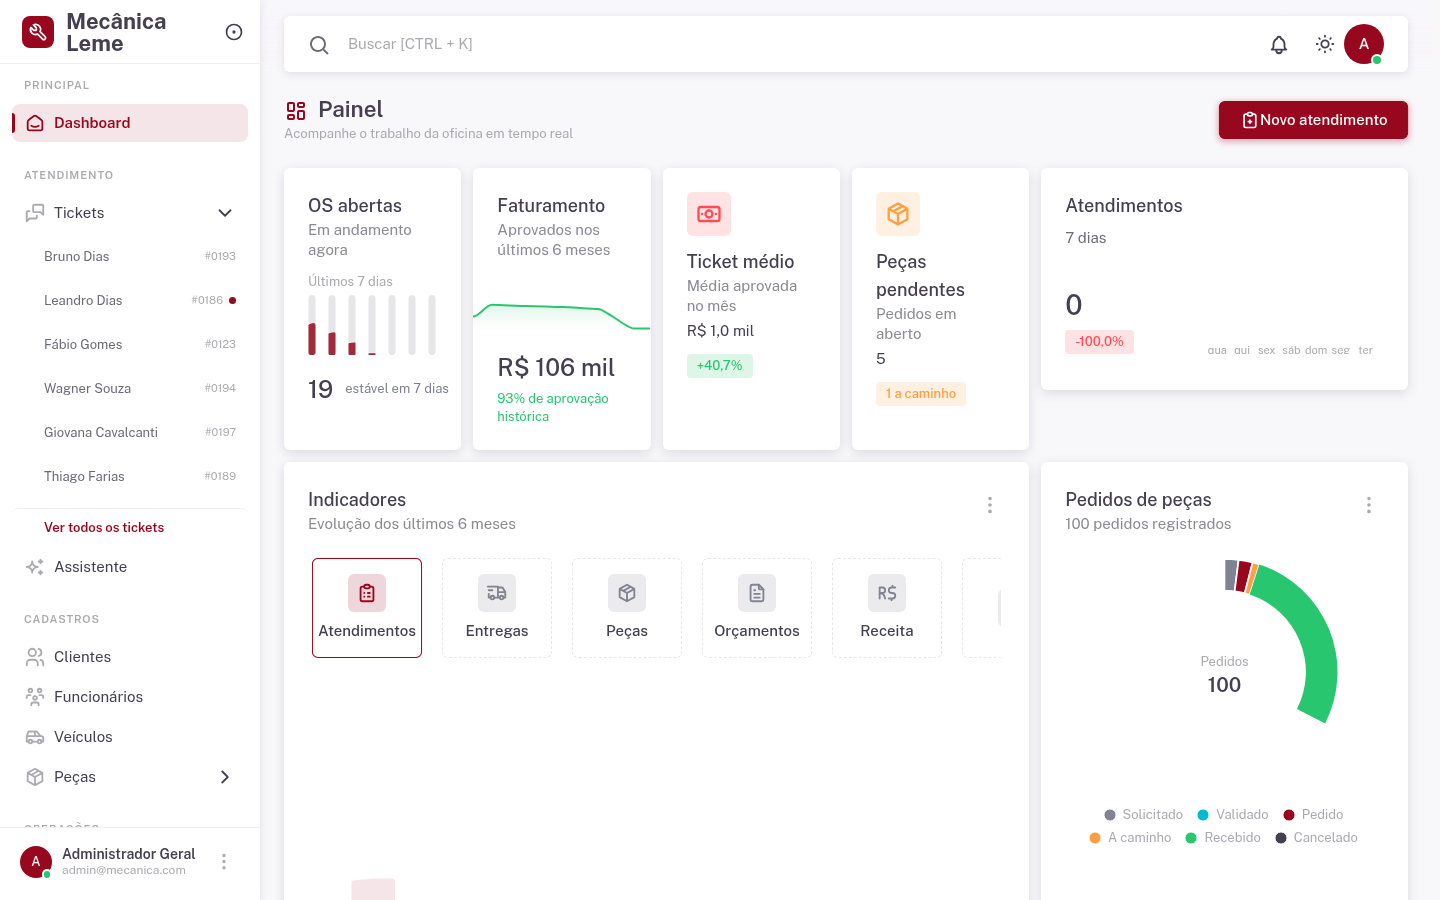 Mecânica
Leme
PRINCIPAL
Dashboard
ATENDIMENTO
Tickets
Bruno Dias #0193
Leandro Dias #0186
Fábio Gomes #0123
Wagner Souza #0194
Giovana Cavalcanti #0197
Thiago Farias #0189
Ver todos os tickets
Assistente
CADASTROS
Clientes
Funcionários
Veículos
Peças
OPERAÇÕES
A
Administrador Geral
admin@mecanica.com
Buscar [CTRL + K]
A
Painel
Acompanhe o trabalho da oficina em tempo real
Novo atendimento
OS abertas
Em andamento
agora
Últimos 7 dias
19 estável em 7 dias
Faturamento
Aprovados nos
últimos 6 meses
R$ 106 mil
93% de aprovação
histórica
Ticket médio
Média aprovada
no mês
R$ 1,0 mil
+40,7%
Peças
pendentes
Pedidos em
aberto
5
1 a caminho
Atendimentos
7 dias
0
-100,0%
qua qui sex sáb dom seg ter
Indicadores
Evolução dos últimos 6 meses
Atendimentos
Entregas
Peças
Orçamentos
R$
Receita
Pedidos de peças
100 pedidos registrados
Pedidos
100
Solicitado Validado Pedido
A caminho Recebido Cancelado